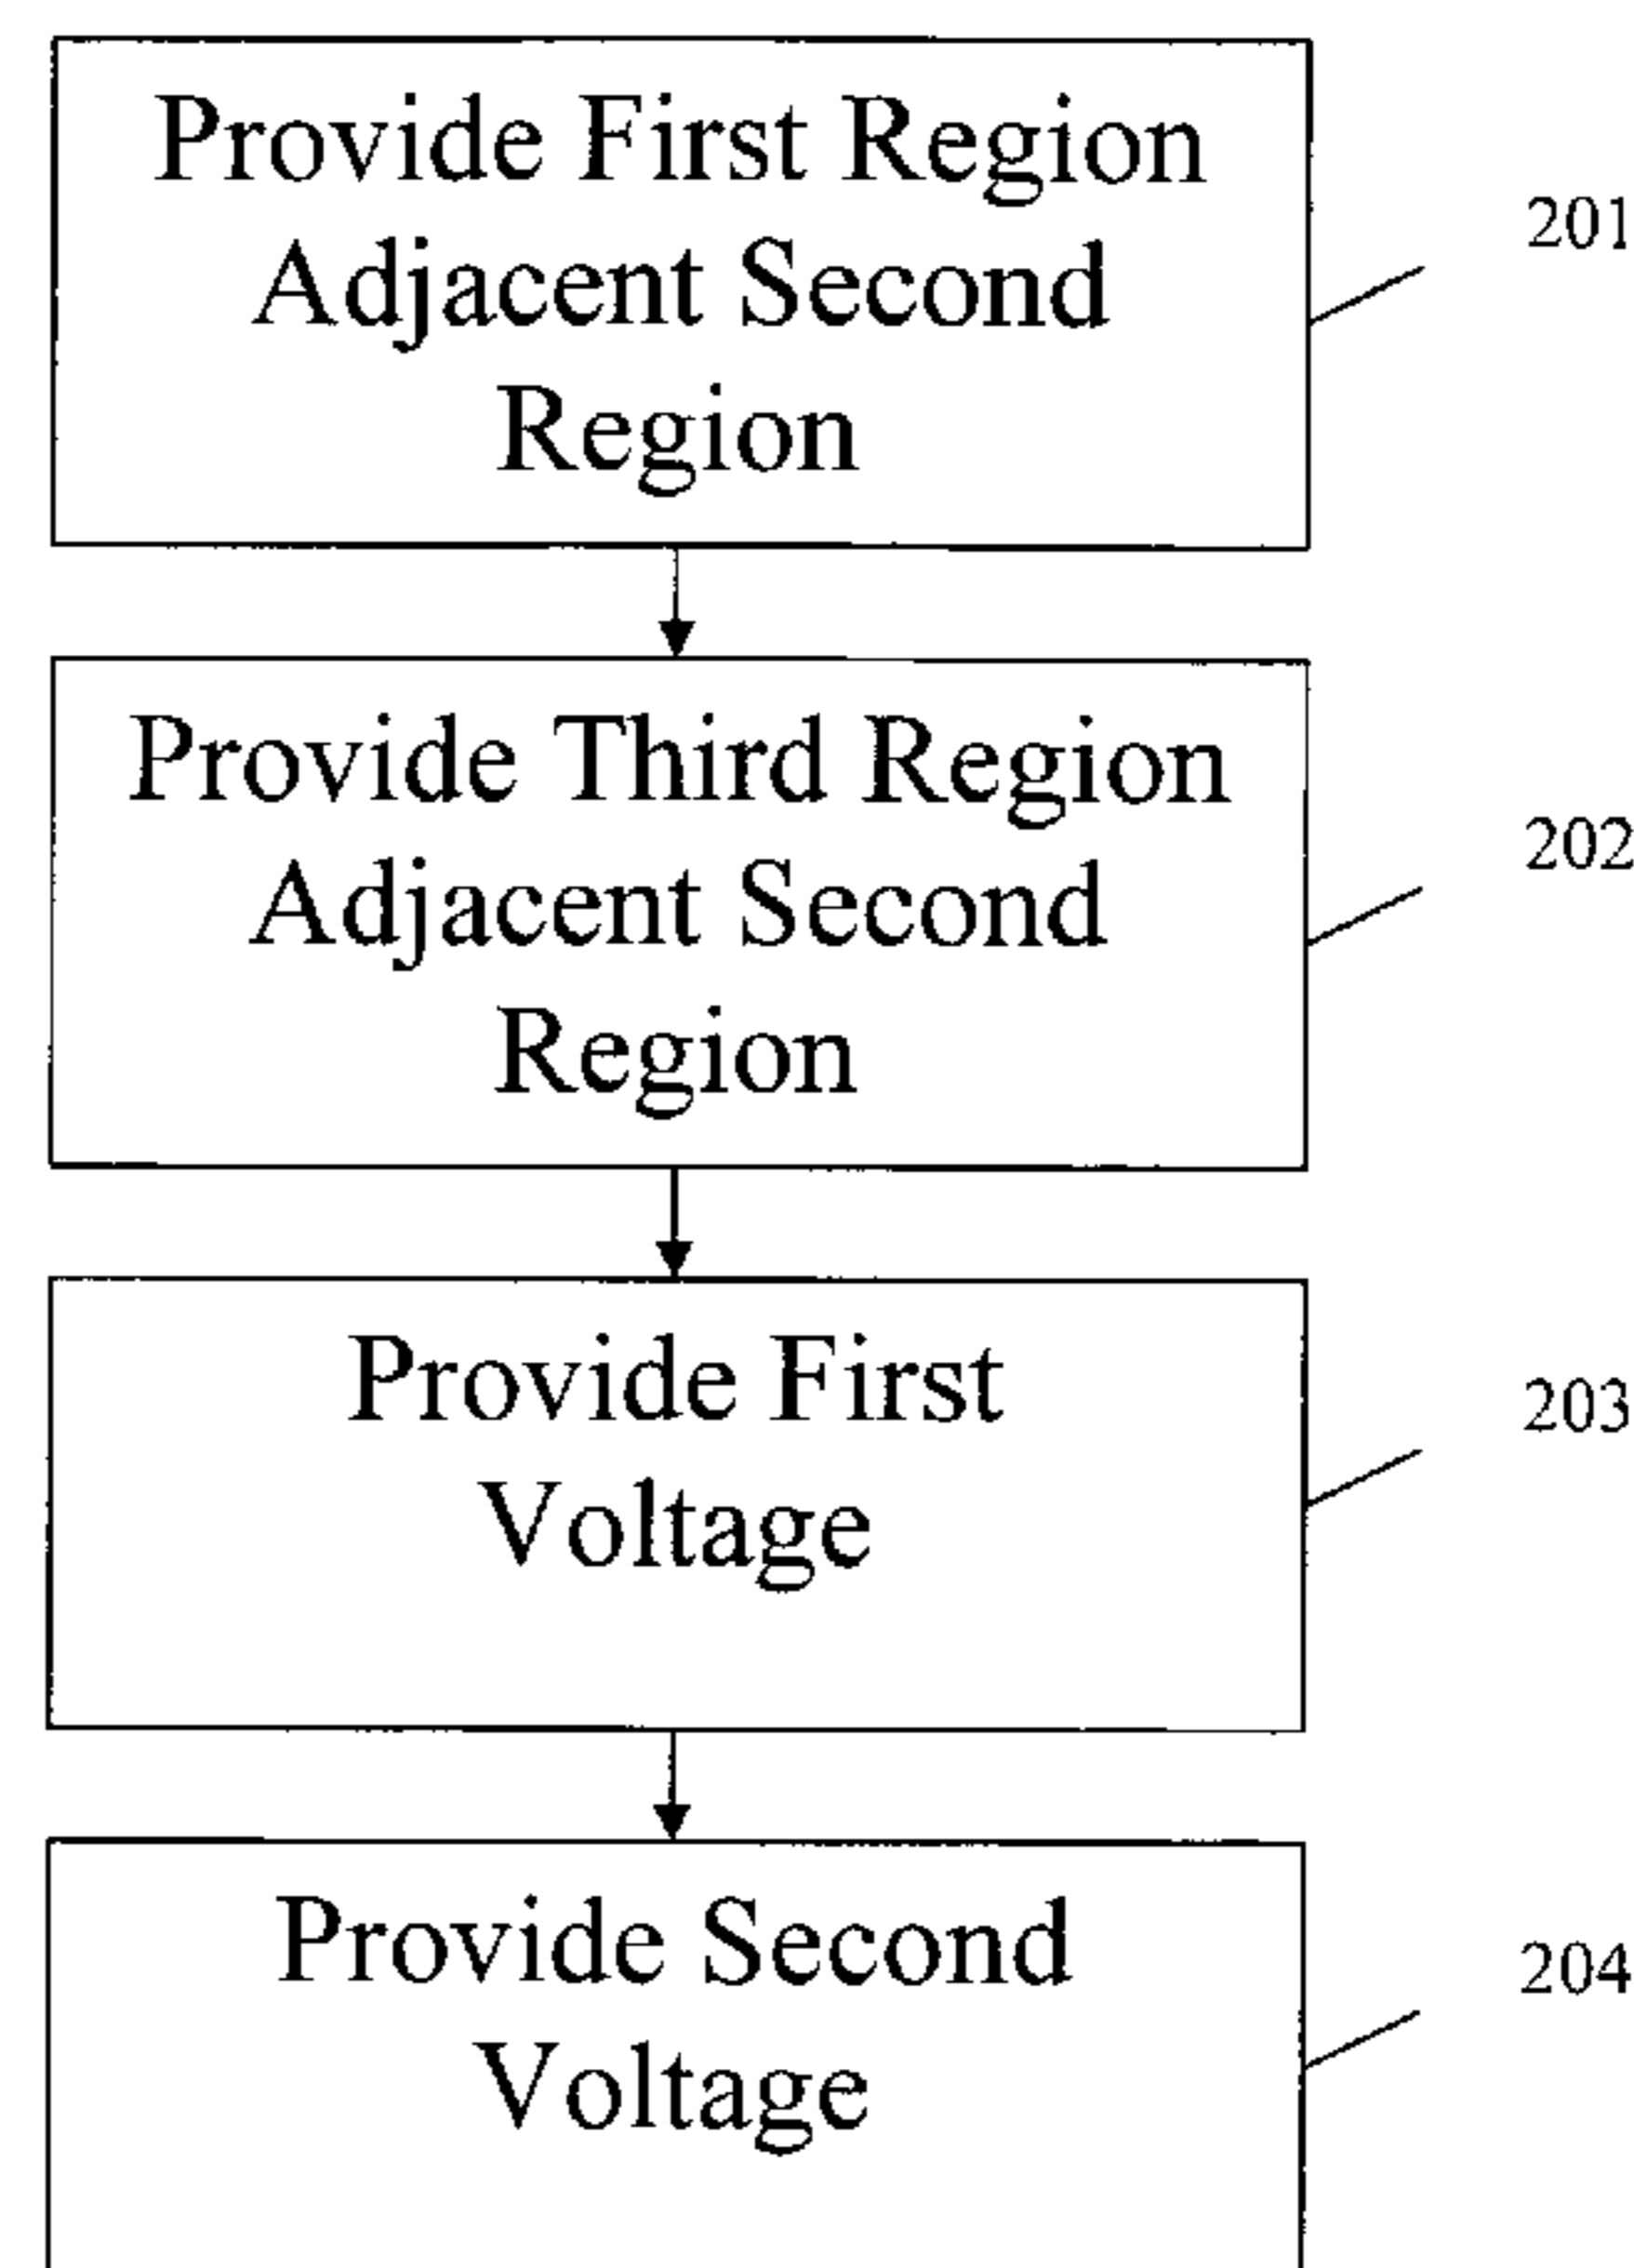 Provide First Region
Adjacent Second
Region
201
Provide Third Region
Adjacent Second
Region
202
Provide First
Voltage
203
Provide Second
Voltage
204